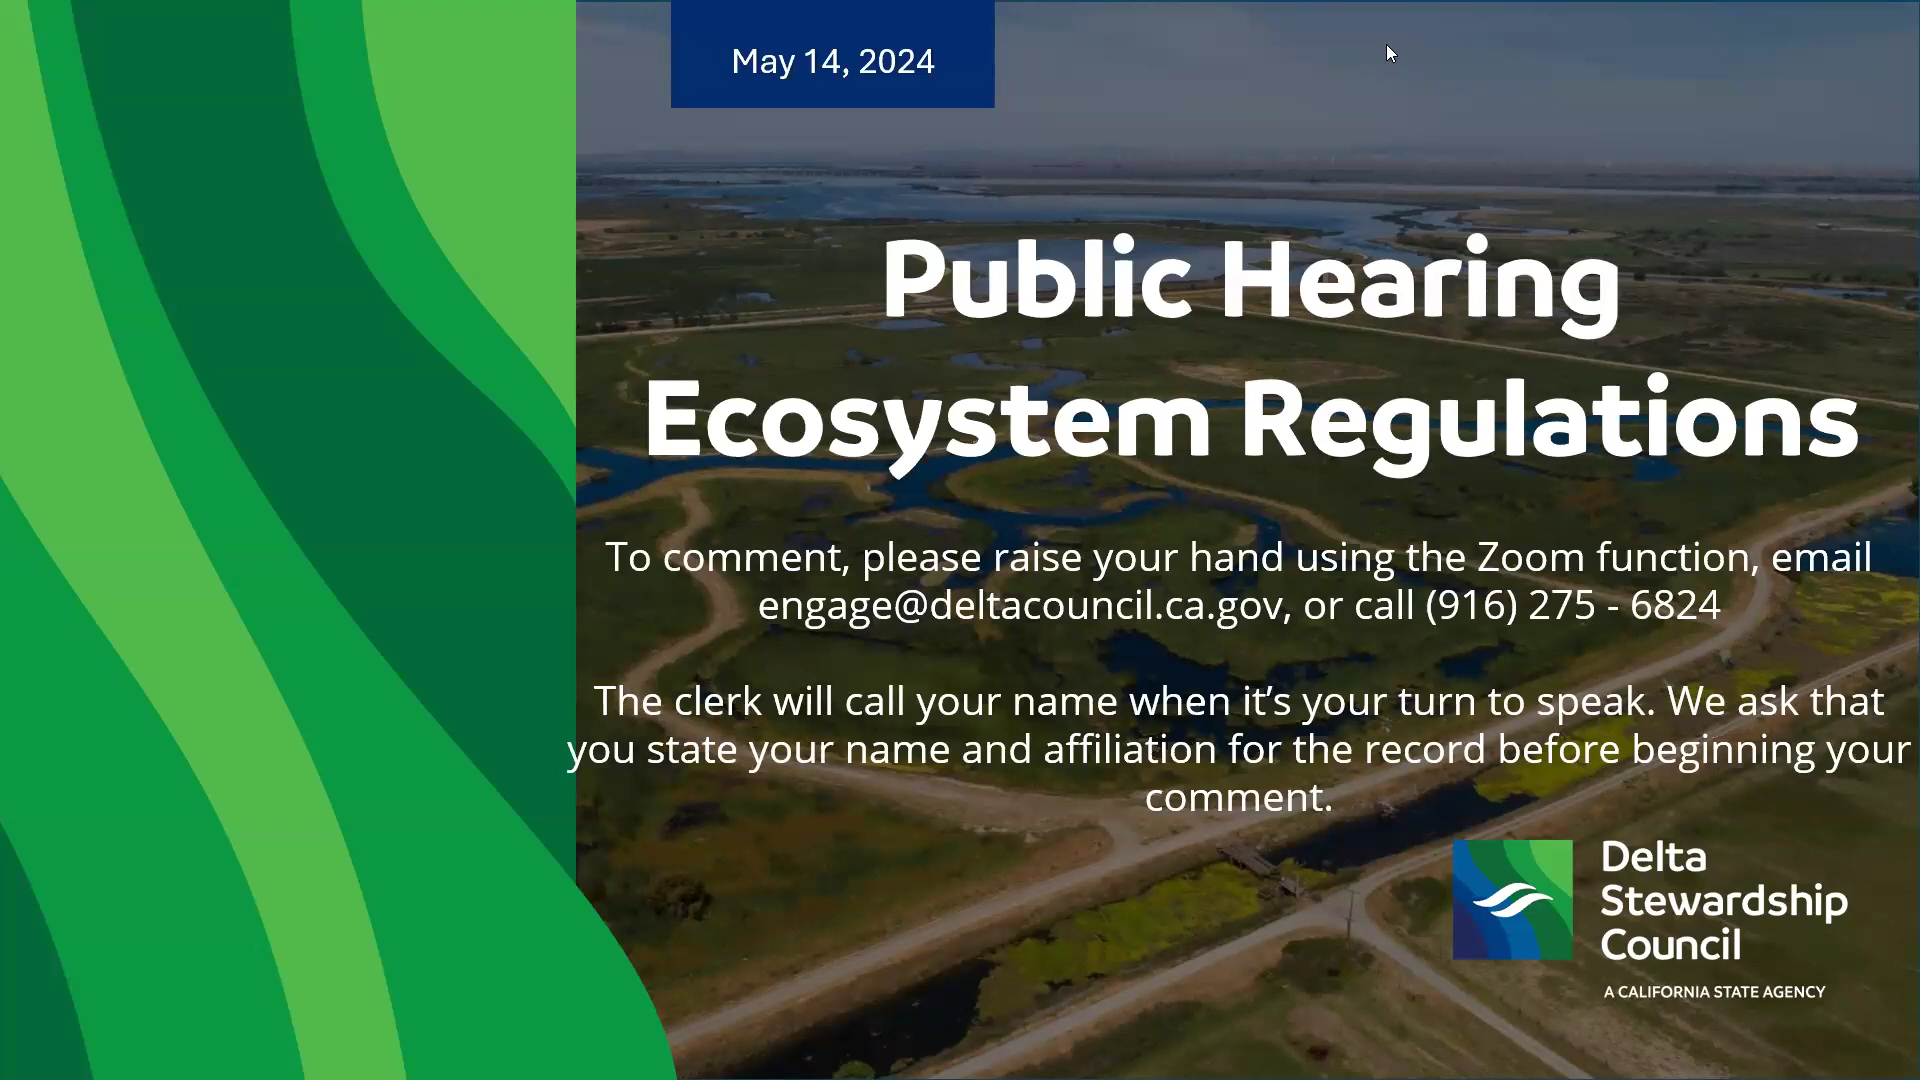 May 14, 2024
Public Hearing
Ecosystem Regulations
To comment, please raise your hand using the Zoom function, email
engage@deltacouncil.ca.gov, or call (916) 275 - 6824
The clerk will call your name when it’s your turn to speak. We ask that
you state your name and affiliation for the record before beginning your
comment.
Delta
Stewardship
Council
A CALIFORNIA STATE AGENCY